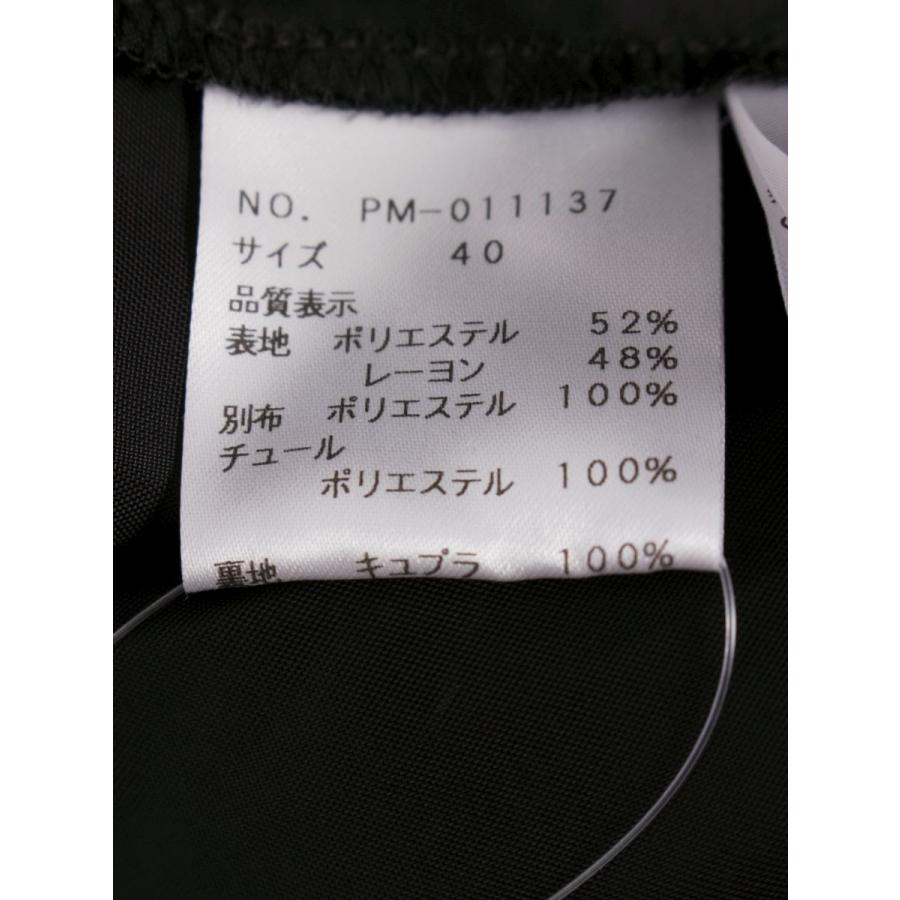 NO. PM-011137
サイズ 40
品質表示
表地 ポリエステル 52%
レーヨン 48%
別布 ポリエステル 100%
チュール
ポリエステル 100%
裏地 キュプラ 100%